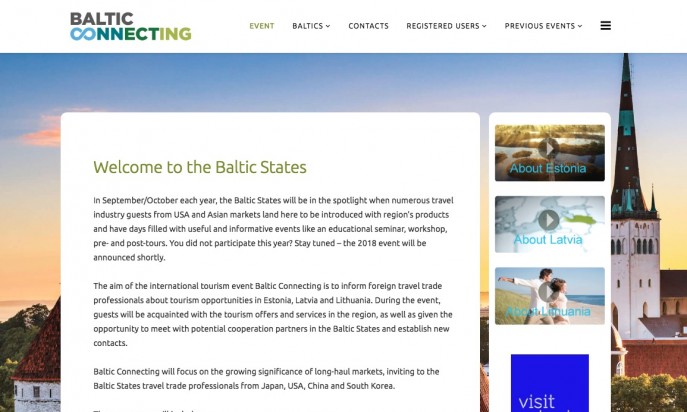 BALTIC
CONNECTING
EVENT
BALTICS
CONTACTS
REGISTERED USERS
PREVIOUS EVENTS
Welcome to the Baltic States
In September/October each year, the Baltic States will be in the spotlight when numerous travel
industry guests from USA and Asian markets land here to be introduced with region's products
and have days filled with useful and informative events like an educational seminar, workshop,
pre- and post-tours. You did not participate this year? Stay tuned – the 2018 event will be
announced shortly.
The aim of the international tourism event Baltic Connecting is to inform foreign travel trade
professionals about tourism opportunities in Estonia, Latvia and Lithuania. During the event,
guests will be acquainted with the tourism offers and services in the region, as well as given the
opportunity to meet with potential cooperation partners in the Baltic States and establish new
contacts.
Baltic Connecting will focus on the growing significance of long-haul markets, inviting to the
Baltic States travel trade professionals from Japan, USA, China and South Korea.
About Estonia
About Latvia
About Lithuania
visit